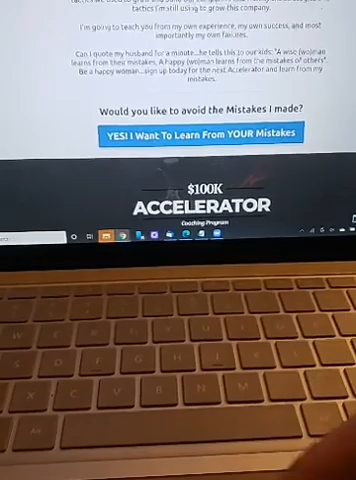 tactics I'm still using to grow this company.
I'm going to teach you from my own experience, my own success, and most
importantly my own failures.
Can I quote my husband for a minute...he tells this to our kids: "A wise (wo)man
learns from their mistakes. A happy (wo)man learns from the mistakes of others".
Be a happy woman...sign up today for the next Accelerator and learn from my
mistakes.
Would you like to avoid the Mistakes I made?
YES! I Want To Learn From YOUR Mistakes
$100K
ACCELERATOR
Coaching Program
W E R T Y U
S D F G H J
X C V B N M
Alt